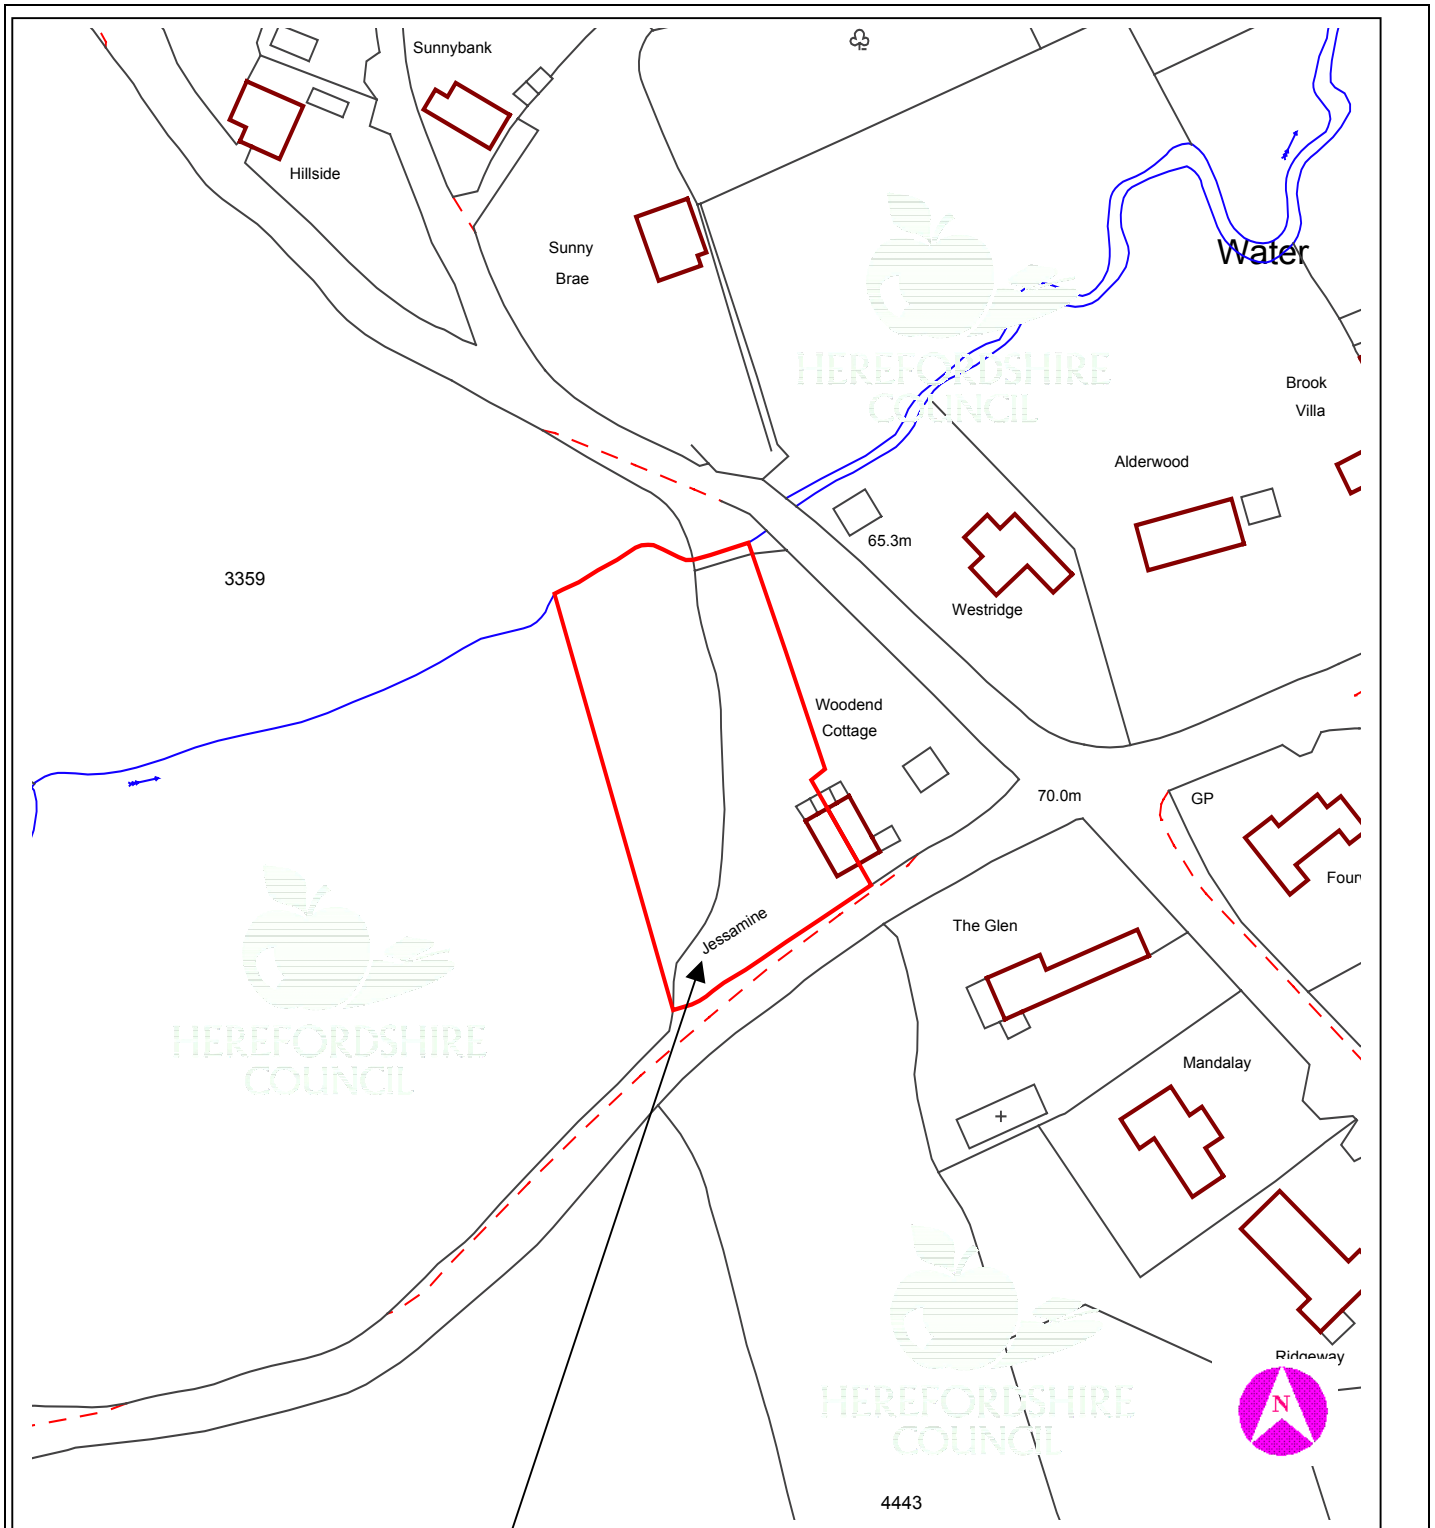 Sunnybank
Hillside
Sunny
Brae
Water
HEREFORDSHIRE
COUNCIL
Brook
Villa
Alderwood
65.3m
3359
Westridge
Woodend
Cottage
70.0m
GP
Four
Jessamine
The Glen
HEREFORDSHIRE
COUNCIL
Mandalay
Ridgeway
HEREFORDSHIRE
COUNCIL
N
4443